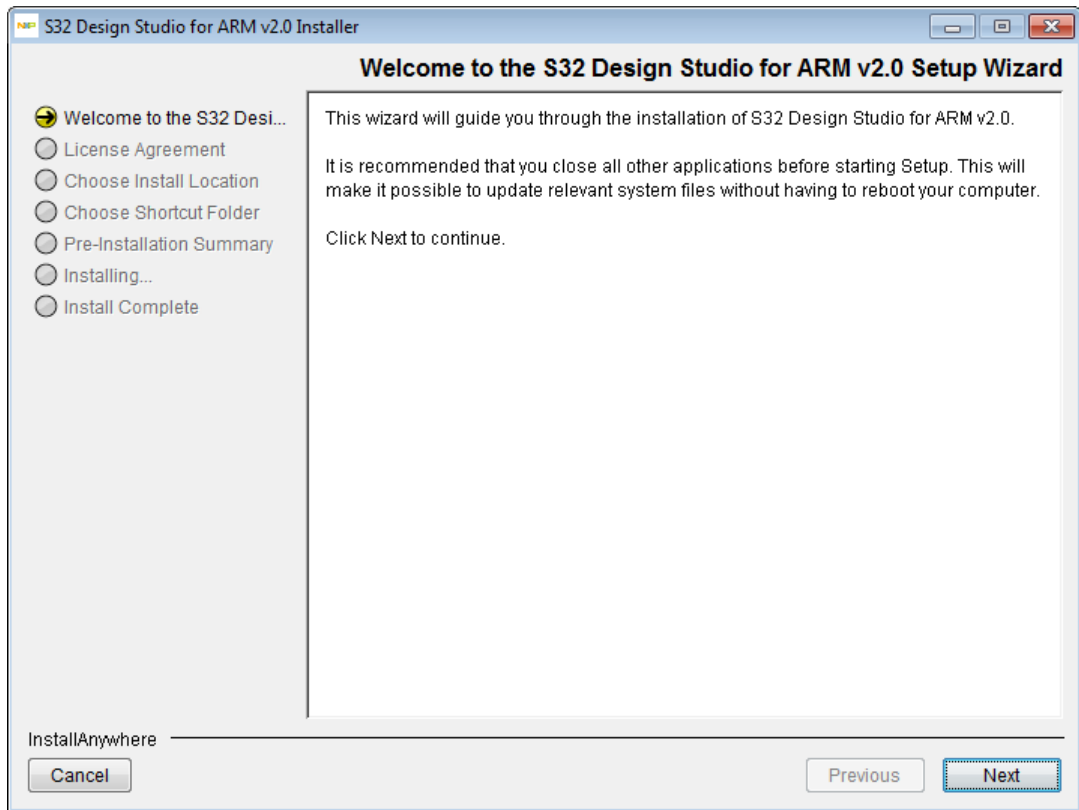 NXP S32 Design Studio for ARM v2.0 Installer
Welcome to the S32 Design Studio for ARM v2.0 Setup Wizard
Welcome to the S32 Desi...
License Agreement
Choose Install Location
Choose Shortcut Folder
Pre-Installation Summary
Installing...
Install Complete
This wizard will guide you through the installation of S32 Design Studio for ARM v2.0.
It is recommended that you close all other applications before starting Setup. This will
make it possible to update relevant system files without having to reboot your computer.
Click Next to continue.
InstallAnywhere
Cancel
Previous
Next